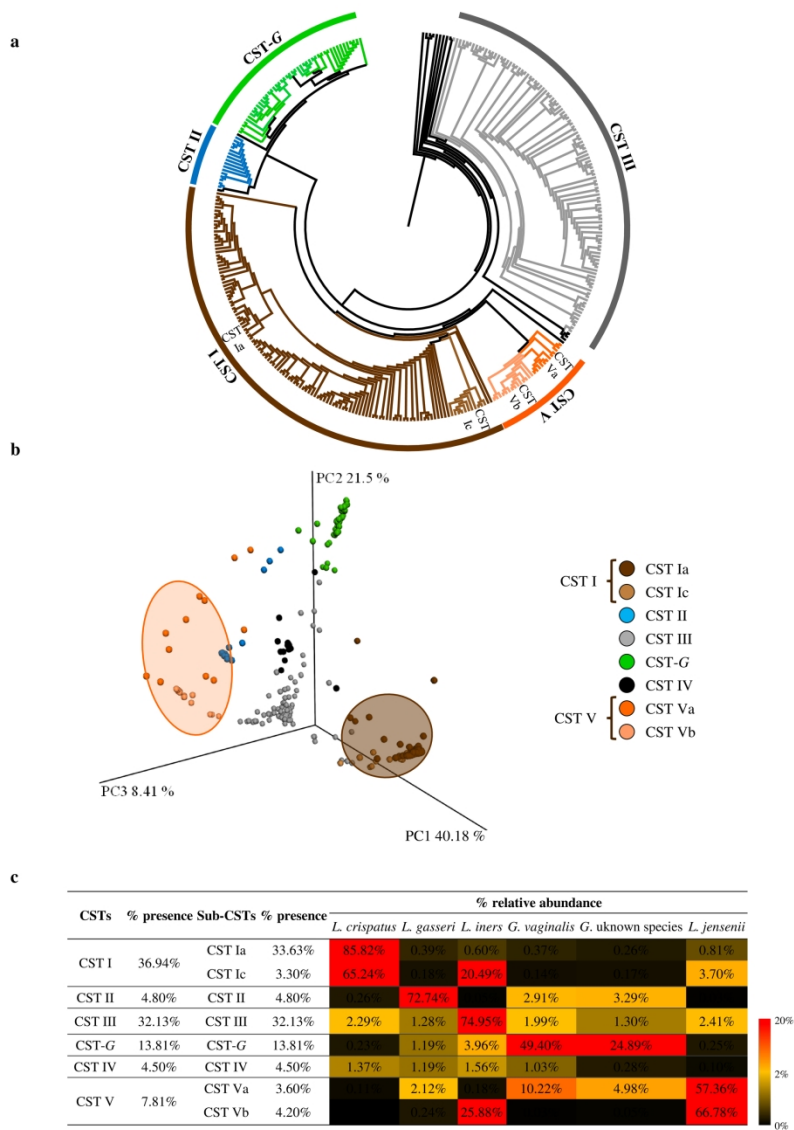 a
CST-G
CST II
CST III
CST I
CST Ia
CST Ic
CST Vb
CST Va
CST V
b
PC2 21.5 %
PC3 8.41 %
PC1 40.18 %
CST I
CST Ia
CST Ic
CST II
CST III
CST-G
CST IV
CST V
CST Va
CST Vb
c
CSTs % presence Sub-CSTs % presence % relative abundance
L. crispatus L. gasseri L. iners G. vaginalis G. uknown species L. jensenii
CST I 36.94% CST Ia 33.63% 85.82% 0.39% 0.60% 0.37% 0.26% 0.81%
CST Ic 3.30% 65.24% 0.18% 20.49% 0.14% 0.17% 3.70%
CST II 4.80% CST II 4.80% 0.26% 72.74% 2.91% 3.29%
CST III 32.13% CST III 32.13% 2.29% 1.28% 74.95% 1.99% 1.30% 2.41%
CST-G 13.81% CST-G 13.81% 0.23% 1.19% 3.96% 49.40% 24.89% 0.25%
CST IV 4.50% CST IV 4.50% 1.37% 1.19% 1.56% 1.03% 0.28%
CST V 7.81% CST Va 3.60% 2.12% 0.18% 10.22% 4.98% 57.36%
CST Vb 4.20% 0.24% 25.88% 66.78%
20%
2%
0%